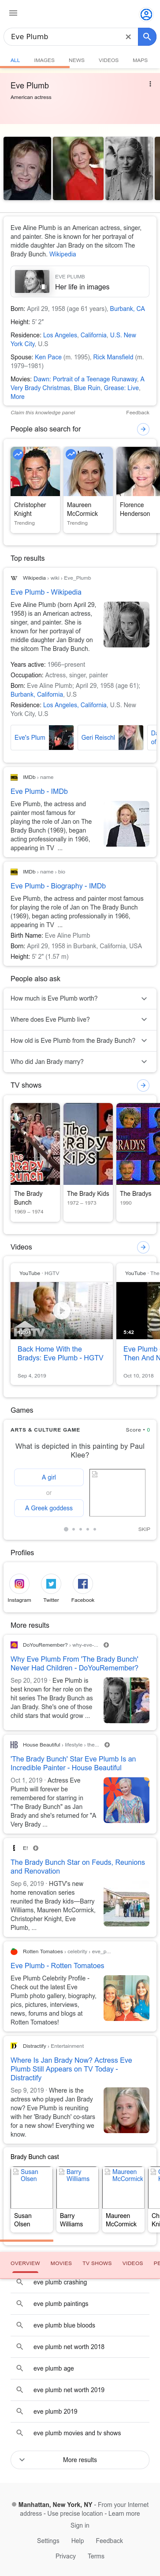 Eve Plumb
ALL IMAGES NEWS VIDEOS MAPS
Eve Plumb
American actress
Eve Aline Plumb is an American actress,
singer, and painter. She is known for her
portrayal of middle daughter Jan Brady on
the sitcom The Brady Bunch. Wikipedia
EVE PLUMB
Her life in images
Born: April 29, 1958 (age 61 years), Burbank, CA
Height: 5′ 2″
Residence: Los Angeles, California, U.S. New
York City, U.S
Spouse: Ken Pace (m. 1995), Rick Mansfield (m.
1979–1981)
Movies: Dawn: Portrait of a Teenage Runaway, A
Very Brady Christmas, Blue Ruin, Grease: Live,
More
Claim this knowledge panel
Feedback
People also search for
Christopher
Knight
Trending
Maureen
McCormick
Trending
Florence
Henderson
Top results
Wikipedia › wiki › Eve_Plumb
Eve Plumb - Wikipedia
Eve Plumb (born April 29,
1958) is an American actress,
singer, and painter. She is
known for her portrayal of
middle daughter Jan Brady on
the sitcom The Brady Bunch.
Years active: 1966–present
Occupation: Actress, singer, painter
Born: Eve Aline Plumb; April 29, 1958 (age 61);
Burbank, California, U.S
Residence: Los Angeles, California, U.S. New
York City, U.S
Eve's Plum
Geri Reischl
IMDb › name
Eve Plumb - IMDb
Eve Plumb, the actress and
painter most famous for
playing the role of Jan on The
Brady Bunch (1969), began
acting professionally in 1966,
appearing in TV ...
IMDb › name › bio
Eve Plumb - Biography - IMDb
Eve Plumb, the actress and painter most famous
for playing the role of Jan on The Brady Bunch
(1969), began acting professionally in 1966,
appearing in TV ...
Birth Name: Eve Aline Plumb
Born: April 29, 1958 in Burbank, California, USA
Height: 5' 2" (1.57 m)
People also ask
How much is Eve Plumb worth?
Where does Eve Plumb live?
How old is Eve Plumb from the Brady Bunch?
Who did Jan Brady marry?
TV shows
The Brady
Bunch
1969 – 1974
The Brady Kids
1972 – 1973
The Bradys
1990
Videos
YouTube · HGTV
HGTV
Back Home With the
Bradys: Eve Plumb - HGTV
Sep 4, 2019
YouTube · The
5:42
Eve Plumb
Then And N
Oct 10, 2018
Games
ARTS & CULTURE GAME
Score • 0
What is depicted in this painting by Paul
Klee?
A girl
or
A Greek goddess
SKIP
Profiles
Instagram
Twitter
Facebook
More results
DoYouRemember? › why-eve-...
Why Eve Plumb From 'The Brady Bunch'
Never Had Children - DoYouRemember?
Sep 20, 2019 · Eve Plumb is
best known for her role on the
hit series The Brady Bunch as
Jan Brady. She's one of those
child stars that would grow ...
House Beautiful › lifestyle › the...
'The Brady Bunch' Star Eve Plumb Is an
Incredible Painter - House Beautiful
Oct 1, 2019 · Actress Eve
Plumb will forever be
remembered for starring in
"The Brady Bunch" as Jan
Brady and she's returned for "A
Very Brady ...
E!
The Brady Bunch Star on Feuds, Reunions
and Renovation
Sep 6, 2019 · HGTV's new
home renovation series
reunited the Brady kids—Barry
Williams, Maureen McCormick,
Christopher Knight, Eve
Plumb, ...
Rotten Tomatoes › celebrity › eve_p...
Eve Plumb - Rotten Tomatoes
Eve Plumb Celebrity Profile -
Check out the latest Eve
Plumb photo gallery, biography,
pics, pictures, interviews,
news, forums and blogs at
Rotten Tomatoes!
Distractify › Entertainment
Where Is Jan Brady Now? Actress Eve
Plumb Still Appears on TV Today -
Distractify
Sep 9, 2019 · Where is the
actress who played Jan Brady
now? Eve Plumb is reuniting
with her 'Brady Bunch' co-stars
for a new show! Everything we
know.
Brady Bunch cast
Susan
Olsen
Susan
Olsen
Barry
Williams
Barry
Williams
Maureen
McCormick
Maureen
McCormick
OVERVIEW MOVIES TV SHOWS VIDEOS
eve plumb crashing
eve plumb paintings
eve plumb blue bloods
eve plumb net worth 2018
eve plumb age
eve plumb net worth 2019
eve plumb 2019
eve plumb movies and tv shows
More results
Manhattan, New York, NY - From your Internet
address - Use precise location - Learn more
Sign in
Settings Help Feedback
Privacy Terms